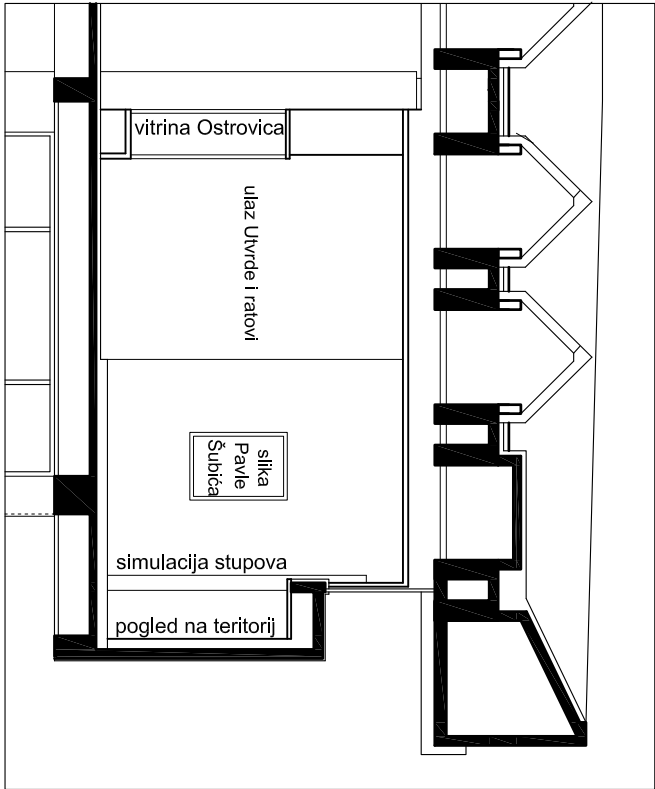 vitrina Ostrovica
ulaz Utvrde i ratovi
slika
Pavle
Šubića
simulacija stupova
pogled na teritorij